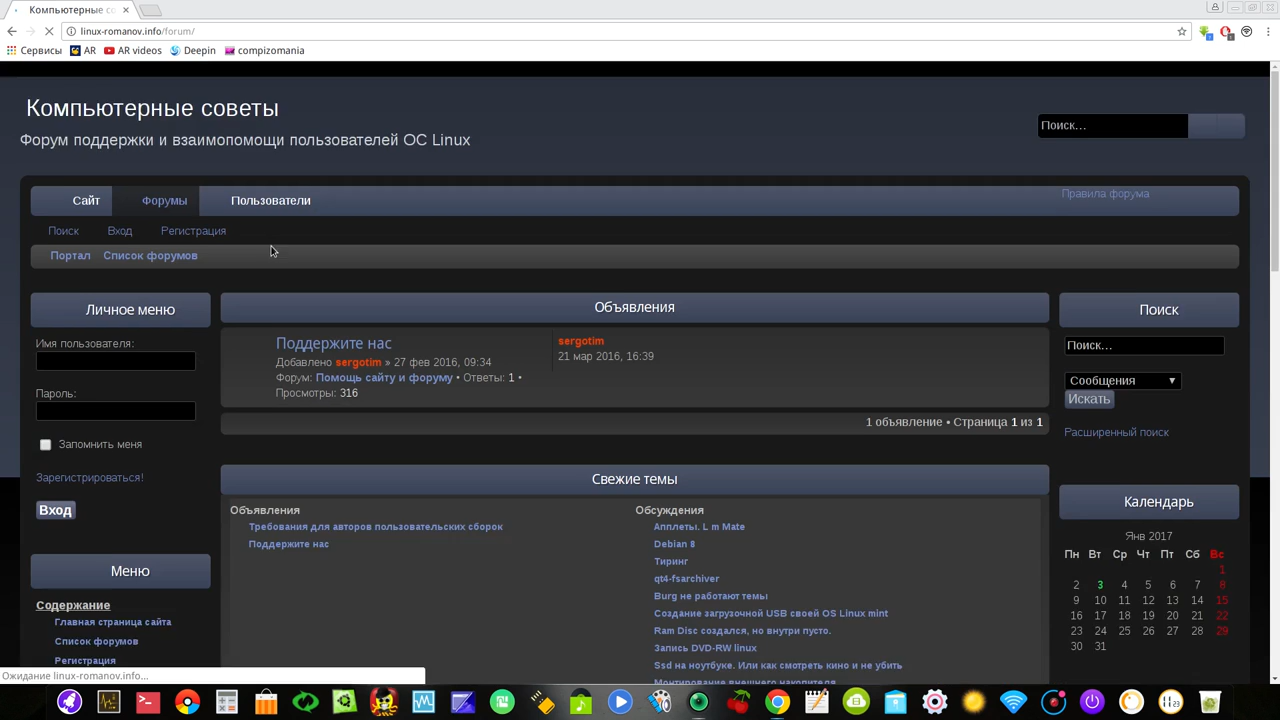 Компьютерные со
linux-romanov.info/forum/
Сервисы AR AR videos Deepin compizomania
Компьютерные советы
Форум поддержки и взаимопомощи пользователей ОС Linux
Поиск...
Сайт Форумы Пользователи
Правила форума
Поиск Вход Регистрация
Портал Список форумов
Личное меню
Имя пользователя:
Пароль:
Запомнить меня
Зарегистрироваться!
Вход
Меню
Содержание
Главная страница сайта
Список форумов
Регистрация
Объявления
Поддержите нас
Добавлено sergotim » 27 фев 2016, 09:34
Форум: Помощь сайту и форуму • Ответы: 1 •
Просмотры: 316
sergotim
21 мар 2016, 16:39
1 объявление • Страница 1 из 1
Свежие темы
Объявления
Требования для авторов пользовательских сборок
Поддержите нас
Обсуждения
Апплеты. L m Mate
Debian 8
Тиринг
qt4-fsarchiver
Burg не работают темы
Создание загрузочной USB своей OS Linux mint
Ram Disc создался, но внутри пусто.
Запись DVD-RW linux
Ssd на ноутбуке. Или как смотреть кино и не убить
Монтирование внешнего накопителя
Поиск
Поиск...
Сообщения
Искать
Расширенный поиск
Календарь
Янв 2017
Пн Вт Ср Чт Пт Сб Вс
1
2 3 4 5 6 7 8
9 10 11 12 13 14 15
16 17 18 19 20 21 22
23 24 25 26 27 28 29
30 31
Ожидание linux-romanov.info...